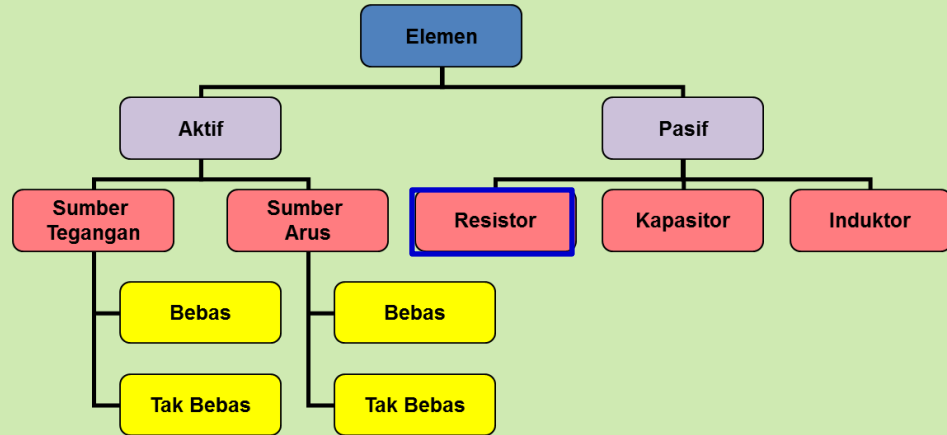 Elemen
Aktif
Pasif
Sumber
Tegangan
Sumber
Arus
Resistor
Kapasitor
Induktor
Bebas
Bebas
Tak Bebas
Tak Bebas